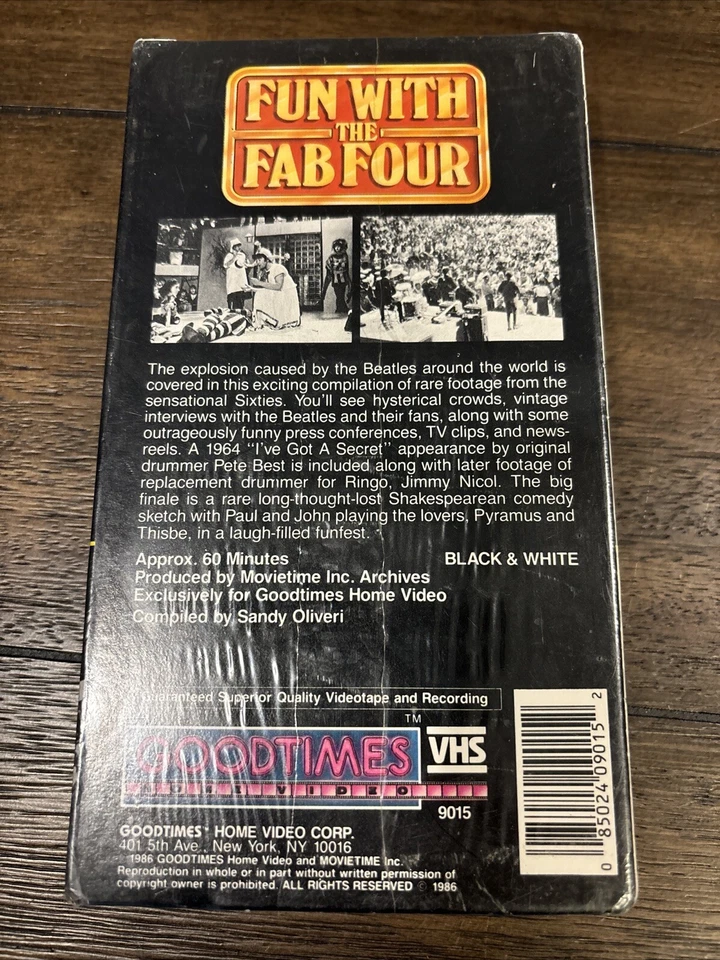 FUN WITH
THE
FAB FOUR
The explosion caused by the Beatles around the world is
covered in this exciting compilation of rare footage from the
sensational Sixties. You'll see hysterical crowds, vintage
interviews with the Beatles and their fans, along with some
outrageously funny press conferences, TV clips, and news-
reels. A 1964 "I've Got A Secret" appearance by original
drummer Pete Best is included along with later footage of
replacement drummer for Ringo, Jimmy Nicol. The big
finale is a rare long-thought-lost Shakespearean comedy
sketch with Paul and John playing the lovers, Pyramus and
Thisbe, in a laugh-filled funfest.
Approx. 60 Minutes BLACK & WHITE
Produced by Movietime Inc. Archives
Exclusively for Goodtimes Home Video
Compiled by Sandy Oliveri
Guaranteed Superior Quality Videotape and Recording
TM
GOODTIMES
HOME VIDEO
VHS
9015
GOODTIMES™ HOME VIDEO CORP.
401 5th Ave., New York, NY 10016
1986 GOODTIMES Home Video and MOVIETIME Inc.
Reproduction in whole or in part without written permission of
copyright owner is prohibited. ALL RIGHTS RESERVED © 1986
0 85024 09015 2